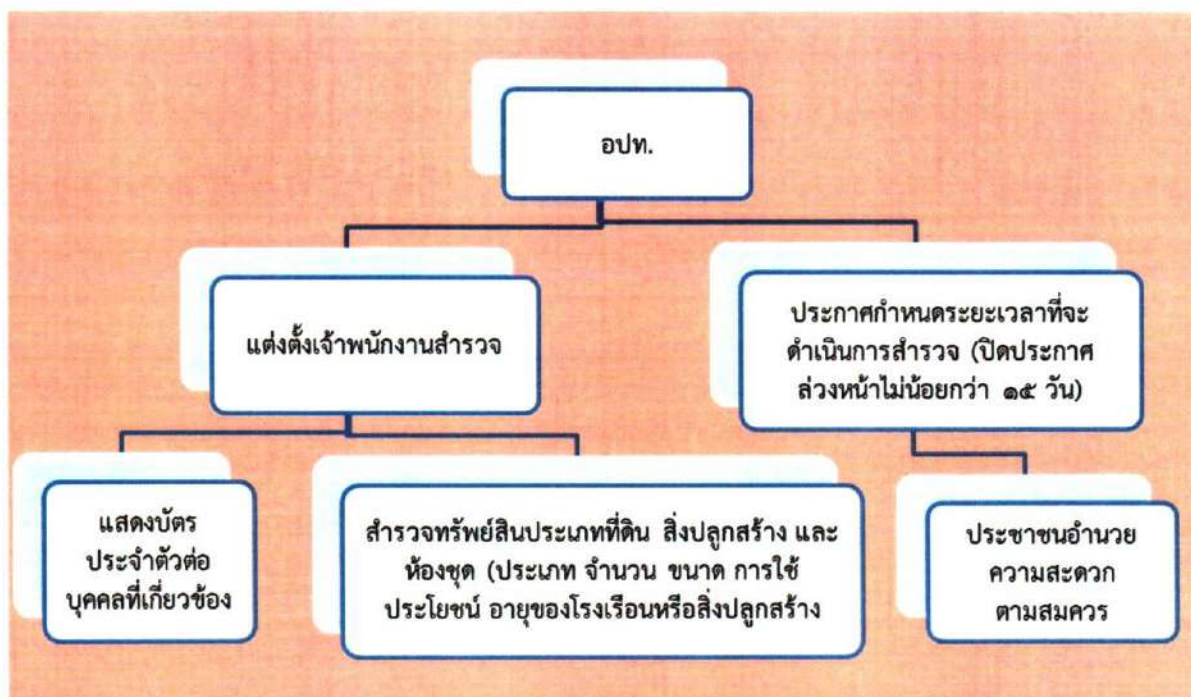 อปท.
แต่งตั้งเจ้าพนักงานสำรวจ
ประกาศกำหนดระยะเวลาที่จะ
ดำเนินการสำรวจ (ปิดประกาศ
ล่วงหน้าไม่น้อยกว่า ๑๕ วัน)
แสดงบัตร
ประจำตัวต่อ
บุคคลที่เกี่ยวข้อง
สำรวจทรัพย์สินประเภทที่ดิน สิ่งปลูกสร้าง และ
ห้องชุด (ประเภท จำนวน ขนาด การใช้
ประโยชน์ อายุของโรงเรือนหรือสิ่งปลูกสร้าง
ประชาชนอำนวย
ความสะดวก
ตามสมควร